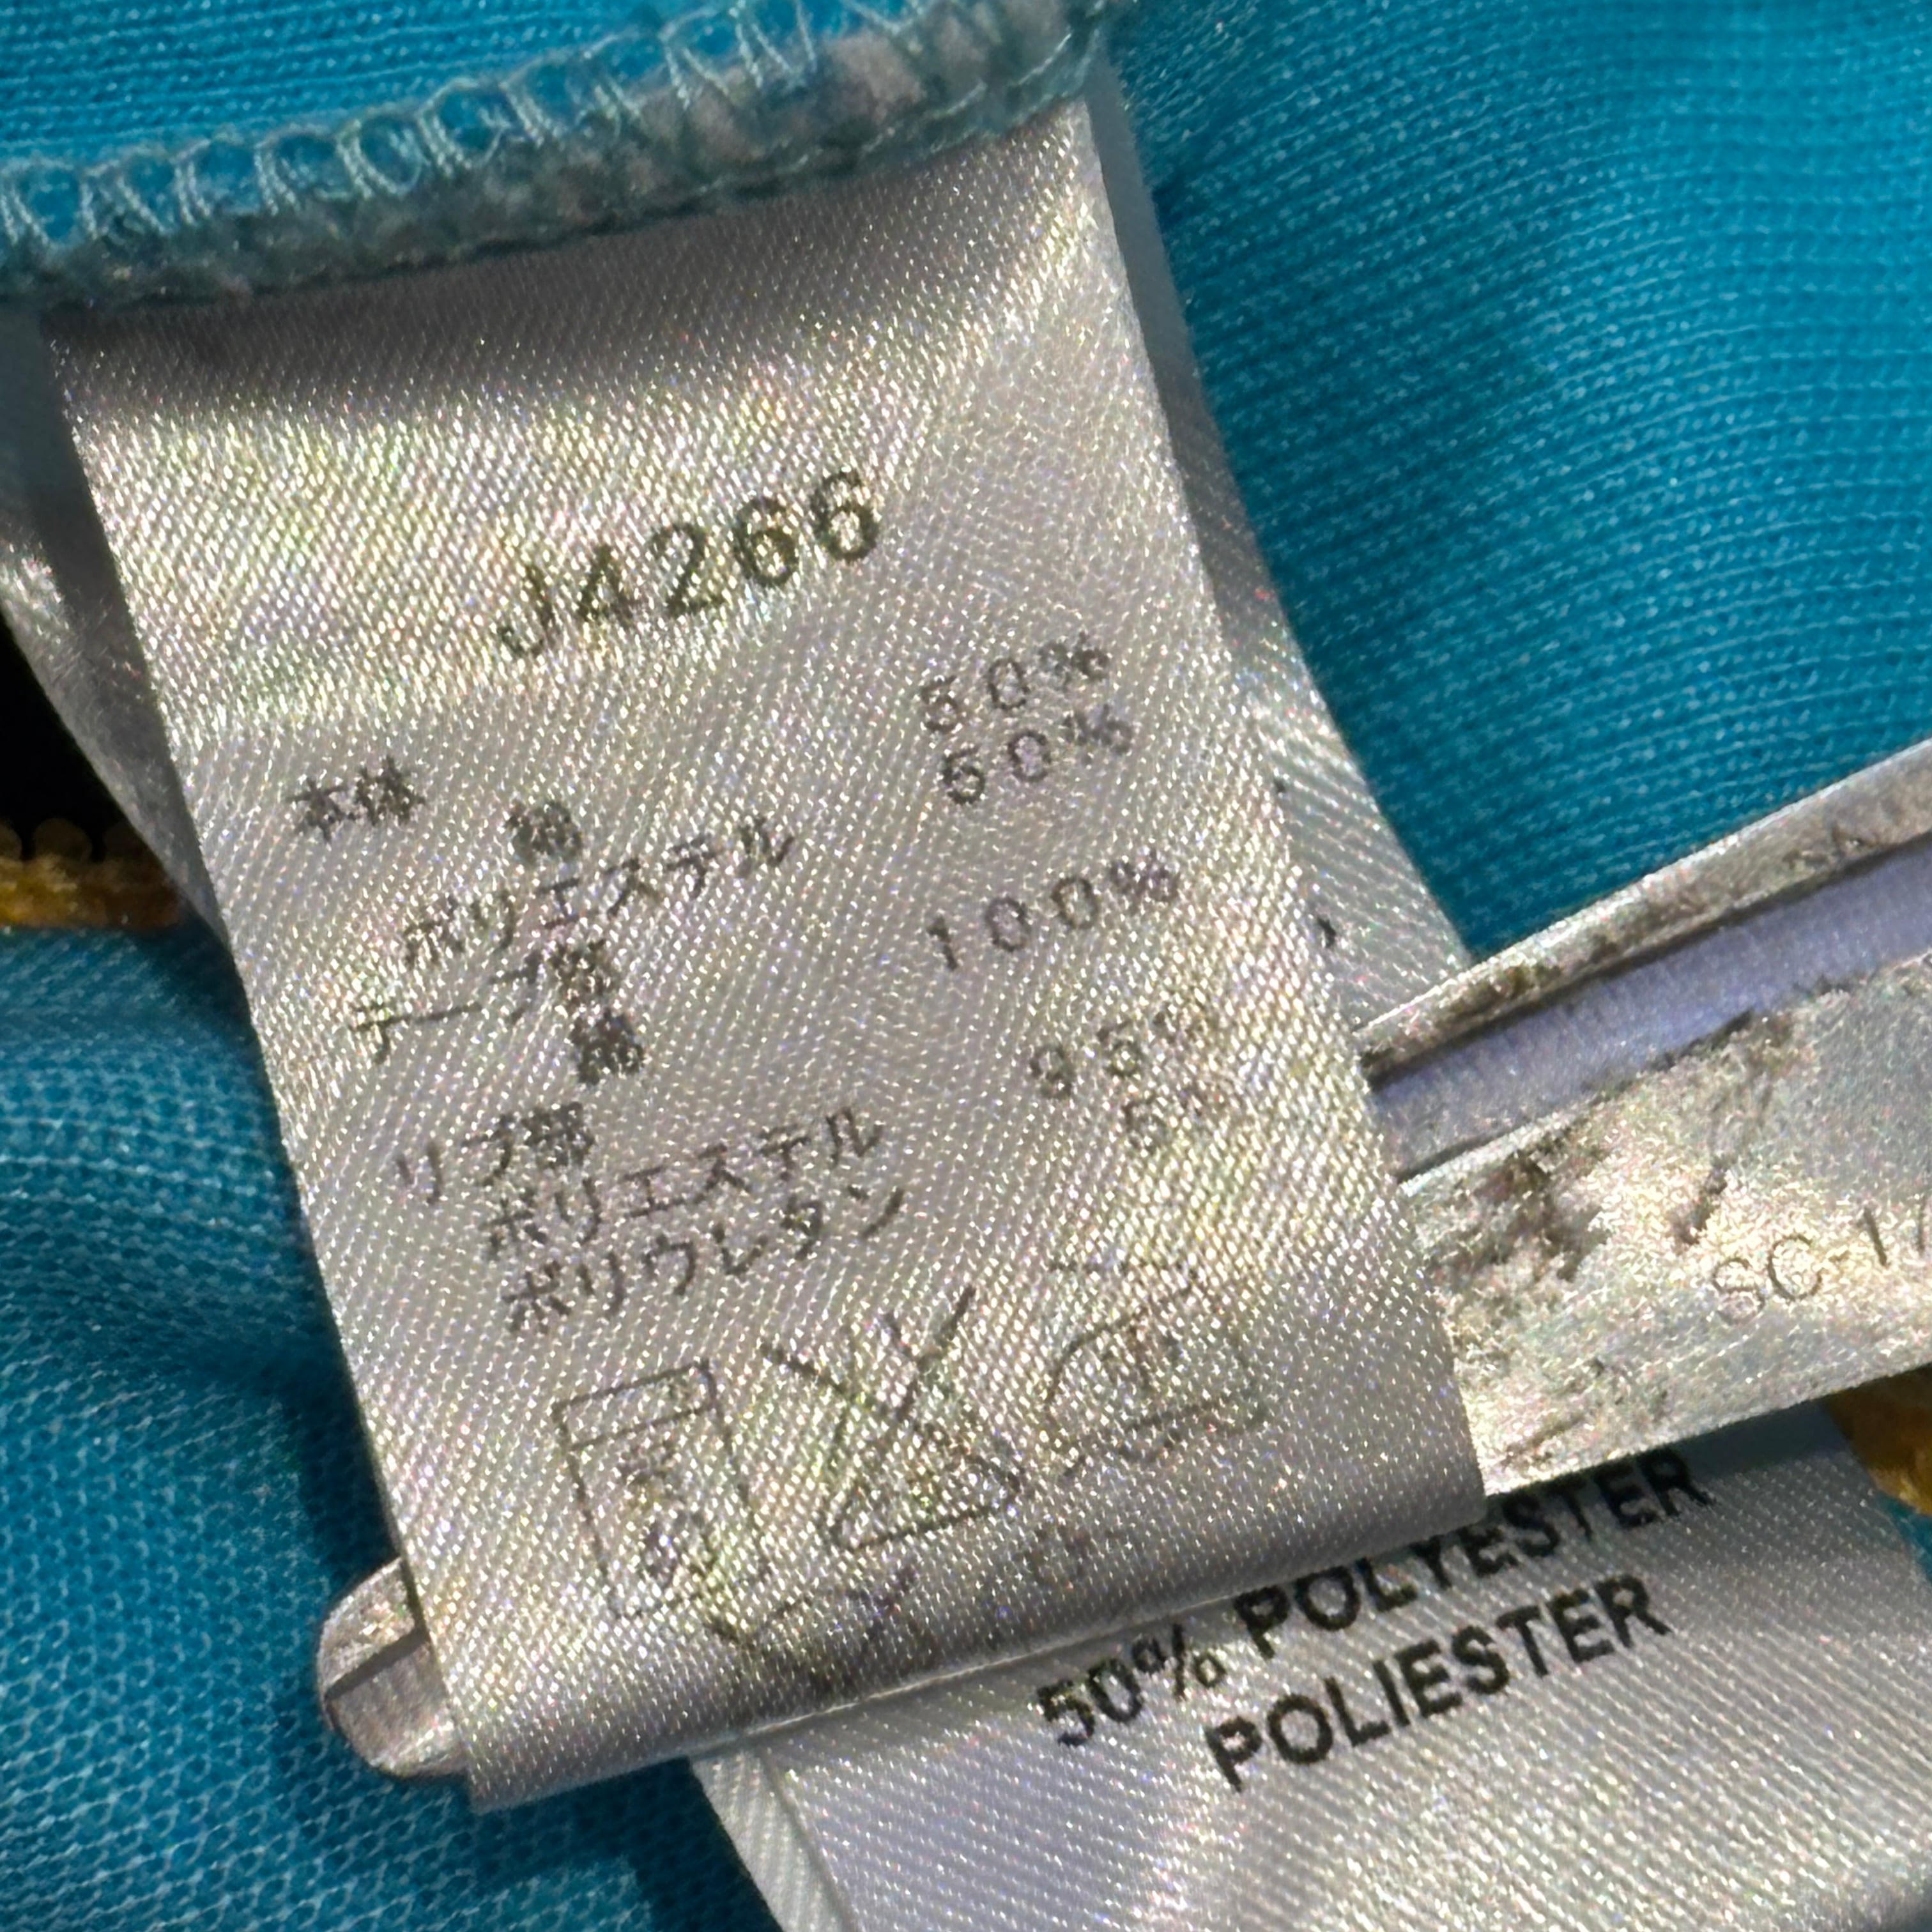 J4266
本体
綿 50%
ポリエステル 50%
テープ部
綿 100%
リブ部
ポリエステル 95%
ポリウレタン 5%
SC-1
50% POLYESTER
POLIESTER